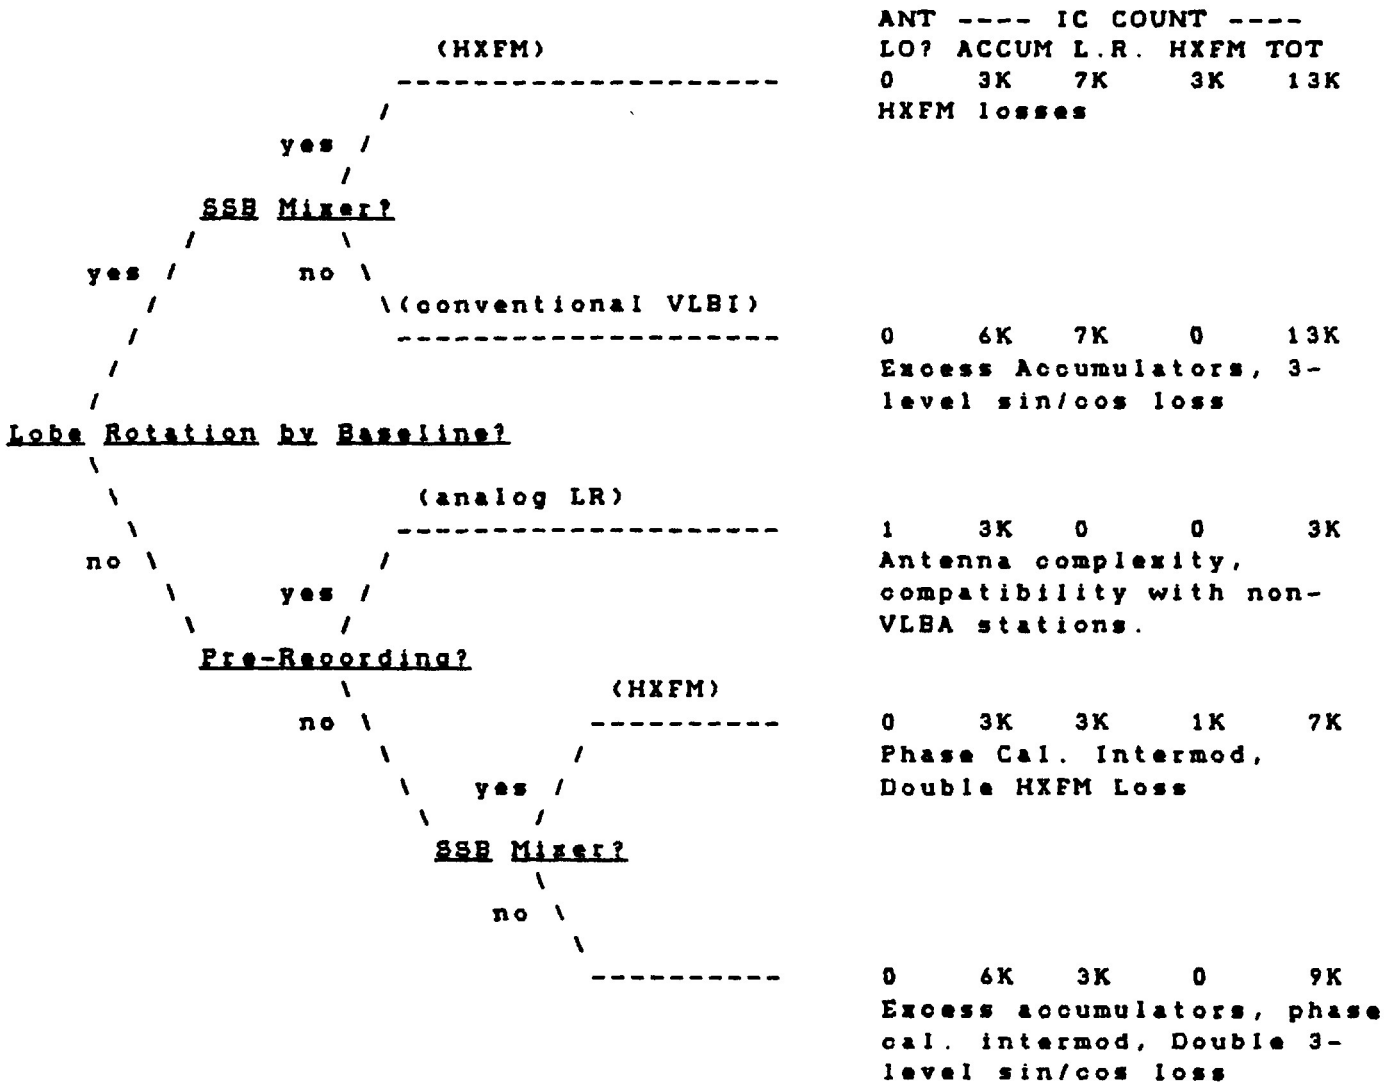 ANT ---- IC COUNT ----
(HXFM) LO? ACCUM L.R. HXFM TOT
-------------------- 0 3K 7K 3K 13K
/ HXFM losses
yes /
/
SSB Mixer?
/ \
yes / no \
/ \(conventional VLBI)
/ -------------------- 0 6K 7K 0 13K
/ Excess Accumulators, 3-
/ level sin/cos loss
Lobe Rotation by Baseline?
\
\ (analog LR)
\ -------------------- 1 3K 0 0 3K
no \ / Antenna complexity,
\ yes / compatibility with non-
\ / VLBA stations.
Pre-Recording?
\ (HXFM)
no \ ---------- 0 3K 3K 1K 7K
\ / Phase Cal. Intermod,
\ yes / Double HXFM Loss
\ /
SSB Mixer?
\
no \
\
---------- 0 6K 3K 0 9K
Excess accumulators, phase
cal. intermod, Double 3-
level sin/cos loss